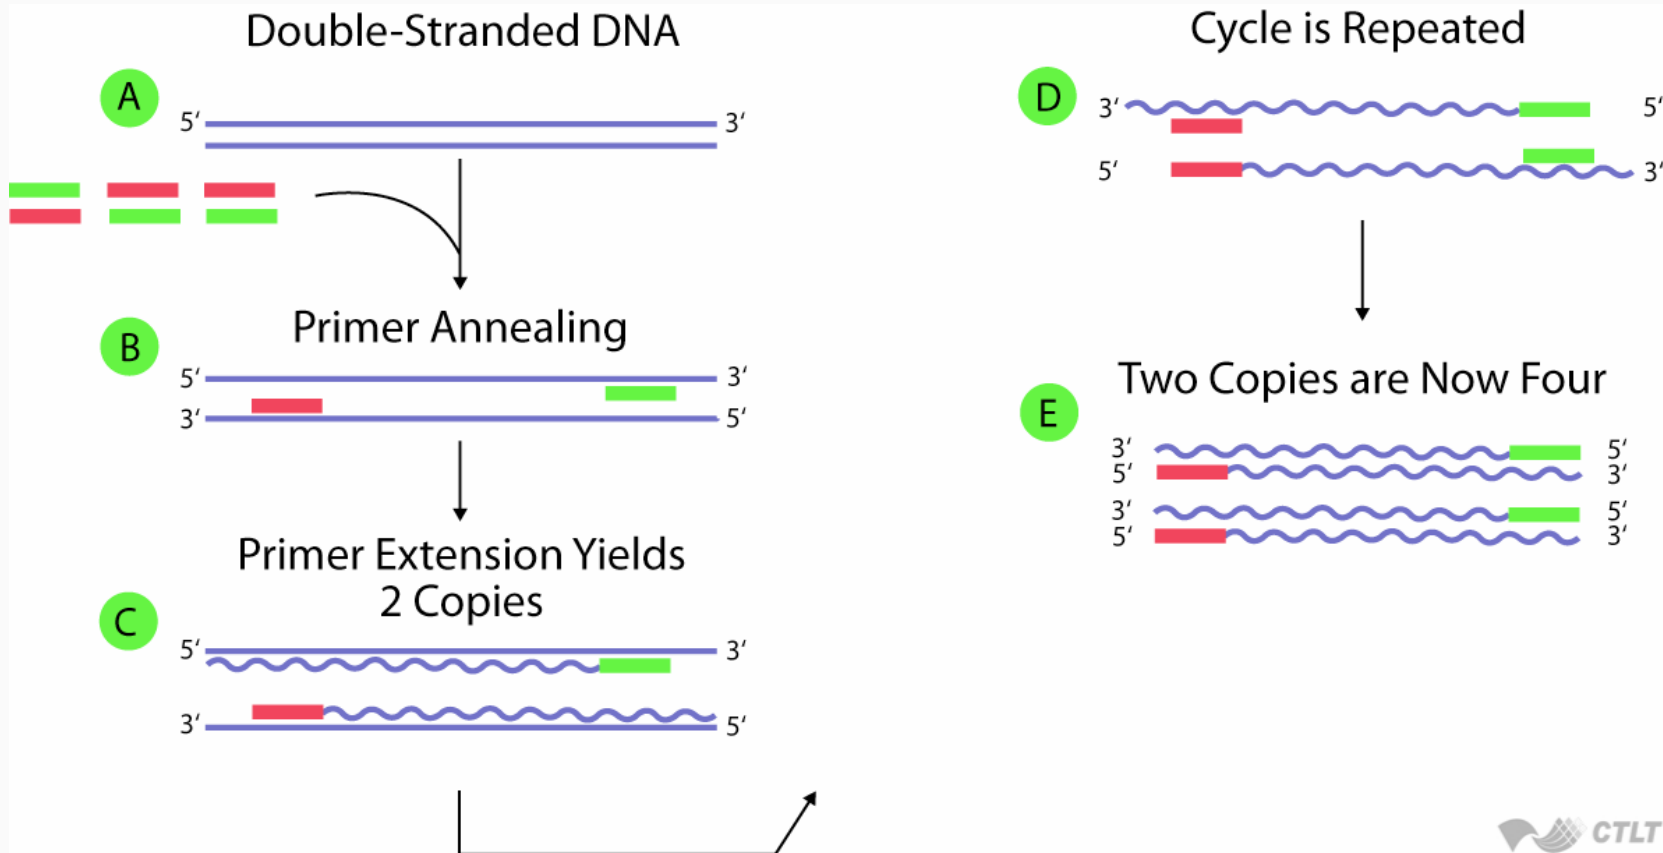 Double-Stranded DNA
A
5' 3'
Primer Annealing
B
5' 3'
3' 5'
Primer Extension Yields
2 Copies
C
5' 3'
3' 5'
Cycle is Repeated
D
3' 5'
5' 3'
Two Copies are Now Four
E
3' 5'
5' 3'
3' 5'
5' 3'
CTLT